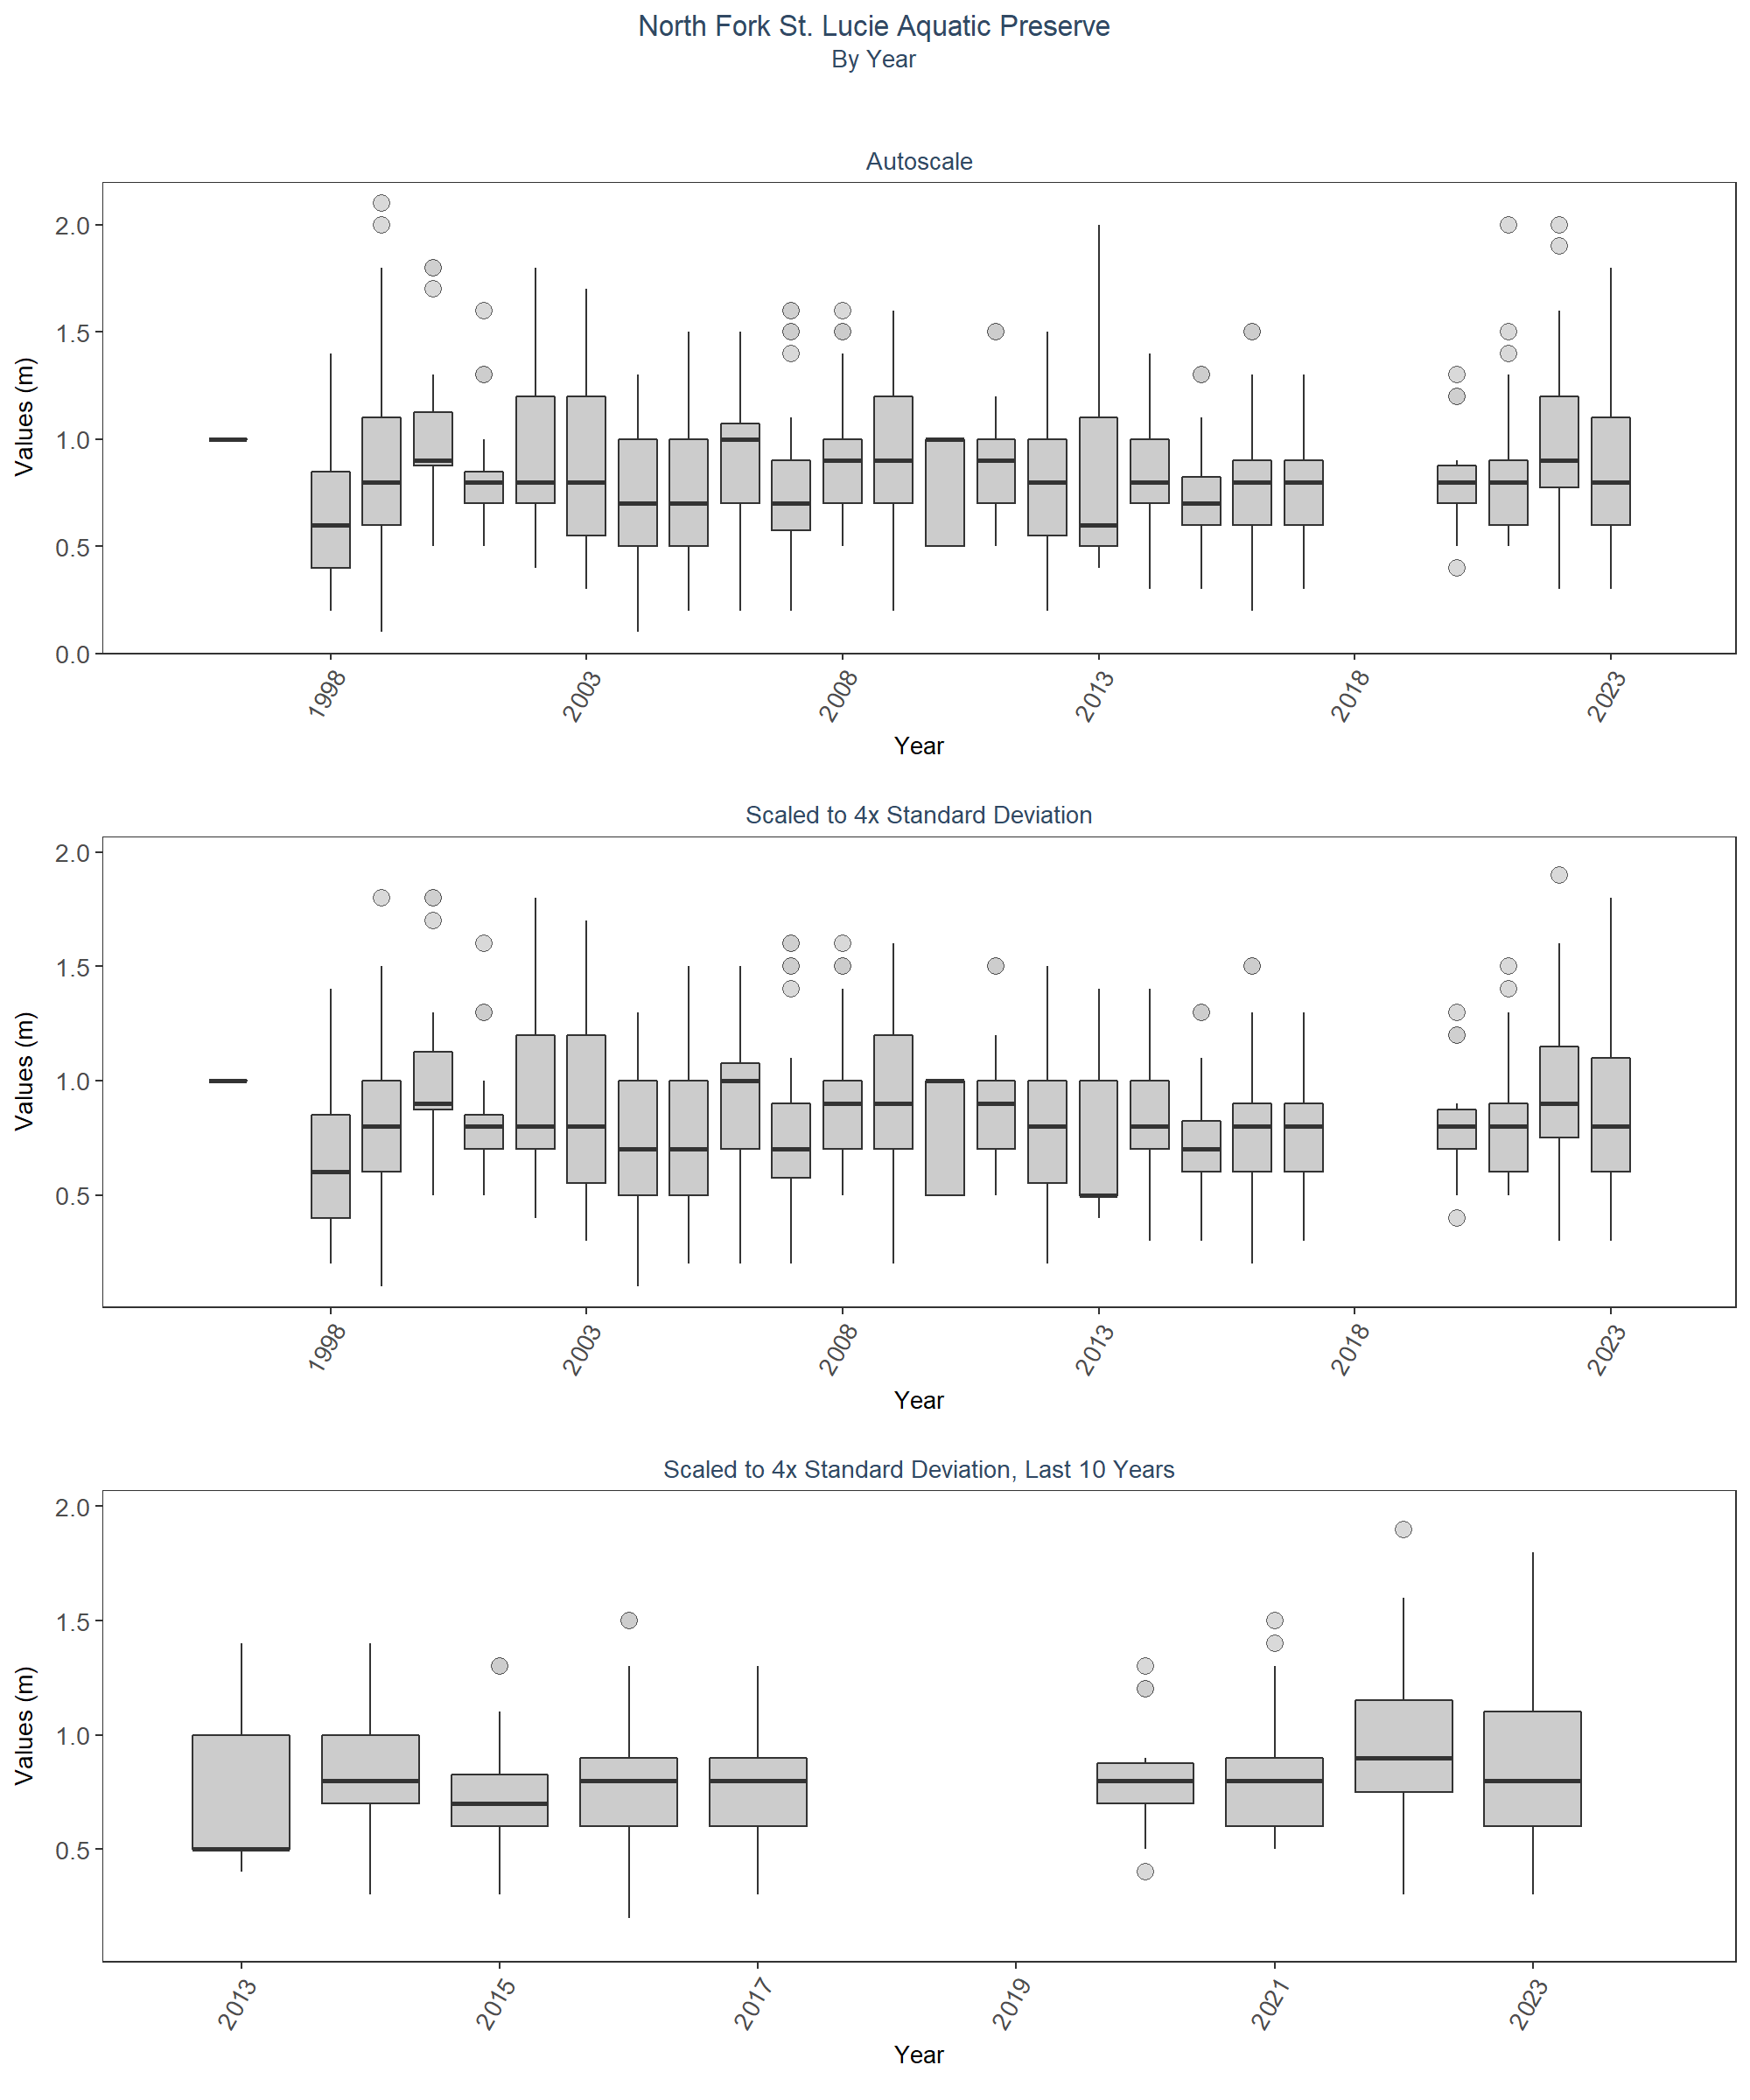 North Fork St. Lucie Aquatic Preserve
By Year
Autoscale
Values (m)
2.0
1.5
1.0
0.5
0.0
1998 2003 2008 2013 2018 2023
Year
Scaled to 4x Standard Deviation
Values (m)
2.0
1.5
1.0
0.5
1998 2003 2008 2013 2018 2023
Year
Scaled to 4x Standard Deviation, Last 10 Years
Values (m)
2.0
1.5
1.0
0.5
2013 2015 2017 2019 2021 2023
Year